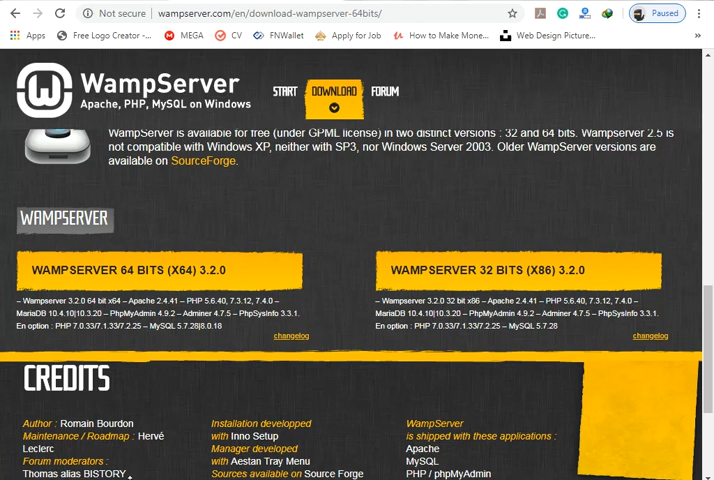 Not secure | wampserver.com/en/download-wampserver-64bits/
Paused
Apps
Free Logo Creator -...
MEGA
CV
FNWallet
Apply for Job
How to Make Mone...
Web Design Picture...
»
WampServer
Apache, PHP, MySQL on Windows
START
DOWNLOAD
FORUM
WampServer is available for free (under GPML license) in two distinct versions : 32 and 64 bits. Wampserver 2.5 is
not compatible with Windows XP, neither with SP3, nor Windows Server 2003. Older WampServer versions are
available on SourceForge.
WAMPSERVER
WAMPSERVER 64 BITS (X64) 3.2.0
– Wampserver 3.2.0 64 bit x64 – Apache 2.4.41 – PHP 5.6.40, 7.3.12, 7.4.0 –
MariaDB 10.4.10|10.3.20 – PhpMyAdmin 4.9.2 – Adminer 4.7.5 – PhpSysInfo 3.3.1.
En option : PHP 7.0.33/7.1.33/7.2.25 – MySQL 5.7.28|8.0.18
changelog
WAMPSERVER 32 BITS (X86) 3.2.0
– Wampserver 3.2.0 32 bit x86 – Apache 2.4.41 – PHP 5.6.40, 7.3.12, 7.4.0 –
MariaDB 10.4.10|10.3.20 – PhpMyAdmin 4.9.2 – Adminer 4.7.5 – PhpSysInfo 3.3.1.
En option : PHP 7.0.33/7.1.33/7.2.25 – MySQL 5.7.28
changelog
CREDITS
Author : Romain Bourdon
Maintenance / Roadmap : Hervé
Leclerc
Forum moderators :
Thomas alias BISTORY
Installation developped
with Inno Setup
Manager developed
with Aestan Tray Menu
Sources available on Source Forge
WampServer
is shipped with these applications :
Apache
MySQL
PHP / phpMyAdmin